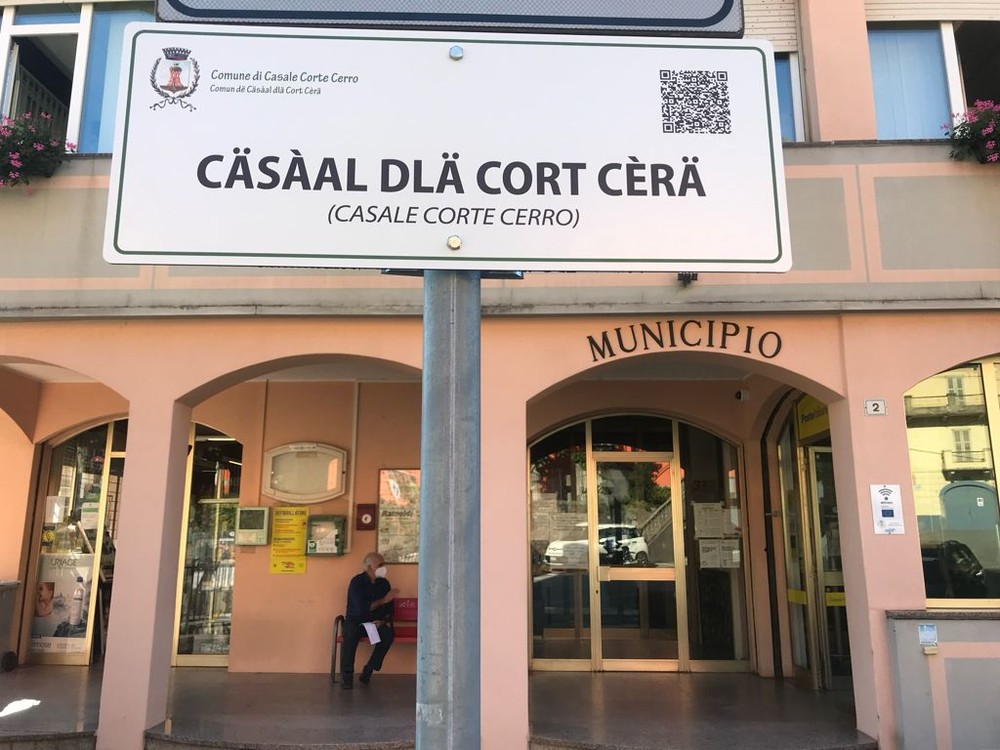 Comune di Casale Corte Cerro
Comun dë Cäsàal dlä Cort Cèrä
CÄSÀAL DLÄ CORT CÈRÄ
(CASALE CORTE CERRO)
MUNICIPIO
2
URIAGE